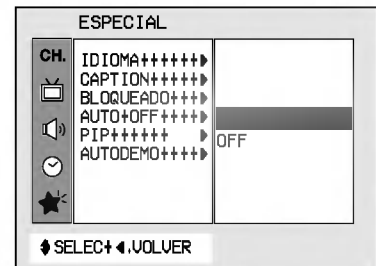 ESPECIAL
CH.
IDIOMA++++++
CAPTION+++++
BLOQUEADO+++
AUTO+OFF++++
PIP++++++
OFF
AUTODEMO++++
SELEC+ ,VOLVER